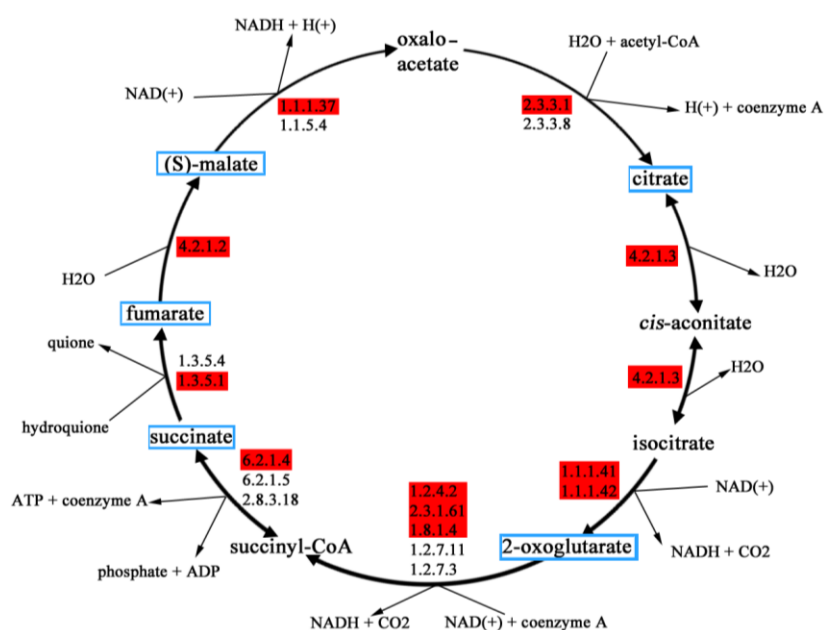 NADH + H(+)
oxalo-
acetate
H2O + acetyl-CoA
NAD(+)
1.1.1.37
1.1.5.4
2.3.3.1
2.3.3.8
H(+) + coenzyme A
(S)-malate
citrate
4.2.1.2
4.2.1.3
H2O
H2O
fumarate
cis-aconitate
quione
1.3.5.4
1.3.5.1
4.2.1.3
H2O
hydroquione
succinate
isocitrate
6.2.1.4
6.2.1.5
2.8.3.18
1.1.1.41
1.1.1.42
NAD(+)
ATP + coenzyme A
1.2.4.2
2.3.1.61
1.8.1.4
1.2.7.11
1.2.7.3
succinyl-CoA
2-oxoglutarate
NADH + CO2
phosphate + ADP
NADH + CO2
NAD(+) + coenzyme A